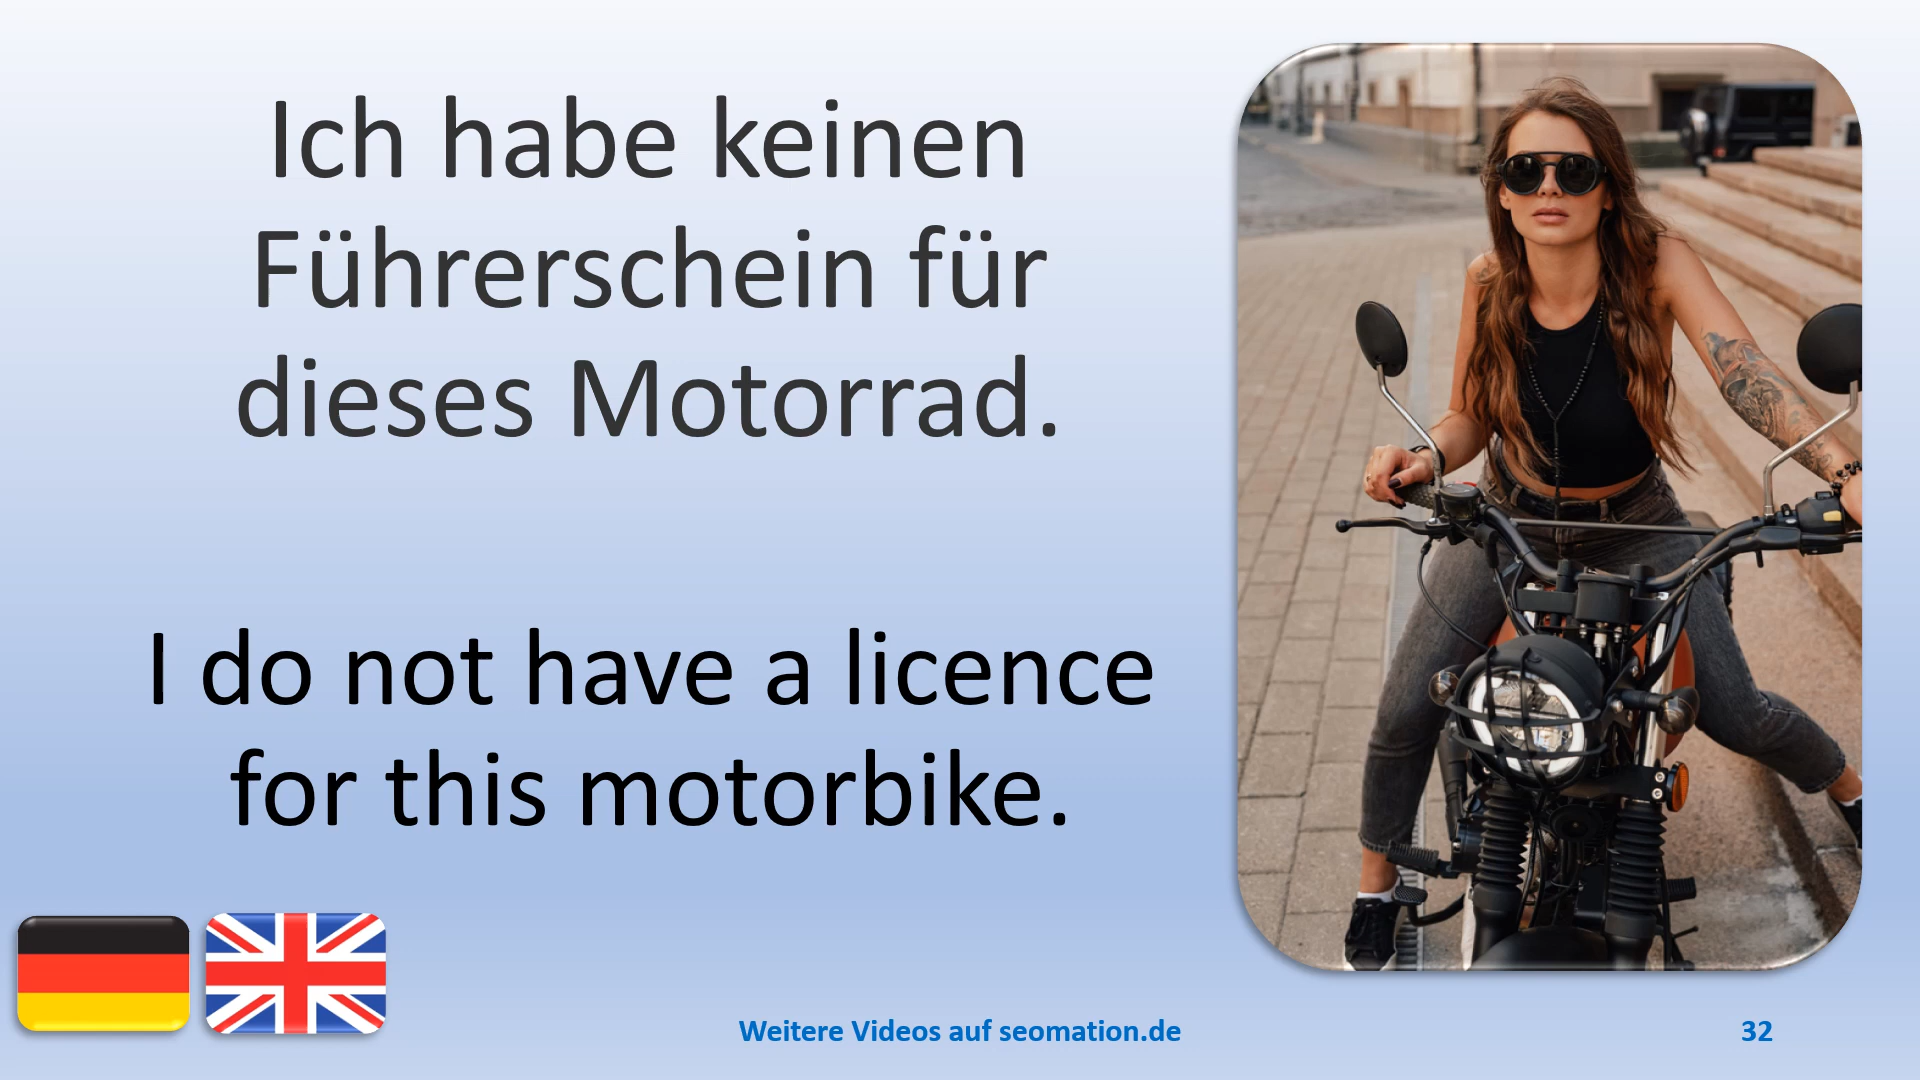 Ich habe keinen
Führerschein für
dieses Motorrad.
I do not have a licence
for this motorbike.
Weitere Videos auf seomation.de
32